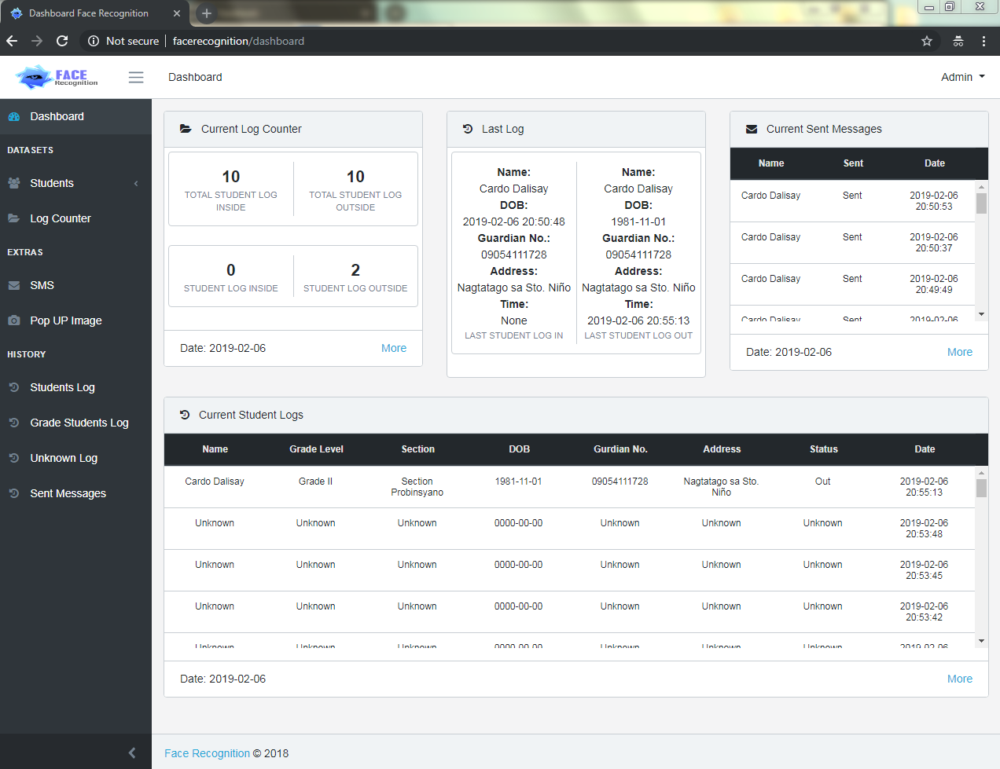 Dashboard Face Recognition
Not secure | facerecognition/dashboard
FACE
Recognition
Dashboard
Admin
Dashboard
DATASETS
Students
Log Counter
EXTRAS
SMS
Pop UP Image
HISTORY
Students Log
Grade Students Log
Unknown Log
Sent Messages
Current Log Counter
10
TOTAL STUDENT LOG
INSIDE
10
TOTAL STUDENT LOG
OUTSIDE
0
STUDENT LOG INSIDE
2
STUDENT LOG OUTSIDE
Date: 2019-02-06
More
Last Log
Name:
Cardo Dalisay
DOB:
2019-02-06 20:50:48
Guardian No.:
09054111728
Address:
Nagtatago sa Sto. Niño
Time:
None
LAST STUDENT LOG IN
Name:
Cardo Dalisay
DOB:
1981-11-01
Guardian No.:
09054111728
Address:
Nagtatago sa Sto. Niño
Time:
2019-02-06 20:55:13
LAST STUDENT LOG OUT
Current Sent Messages
Name Sent Date
Cardo Dalisay Sent 2019-02-06
20:50:53
Cardo Dalisay Sent 2019-02-06
20:50:37
Cardo Dalisay Sent 2019-02-06
20:49:49
Cardo Dalisay Sent 2019-02-06
Date: 2019-02-06
More
Current Student Logs
Name Grade Level Section DOB Gurdian No. Address Status Date
Cardo Dalisay Grade II Section 1981-11-01 09054111728 Nagtatago sa Sto. Out 2019-02-06
Probinsyano Niño 20:55:13
Unknown Unknown Unknown 0000-00-00 Unknown Unknown Unknown 2019-02-06
20:53:48
Unknown Unknown Unknown 0000-00-00 Unknown Unknown Unknown 2019-02-06
20:53:45
Unknown Unknown Unknown 0000-00-00 Unknown Unknown Unknown 2019-02-06
20:53:42
Unknown Unknown Unknown 0000-00-00 Unknown Unknown Unknown 2019-02-06
Date: 2019-02-06
More
Face Recognition © 2018